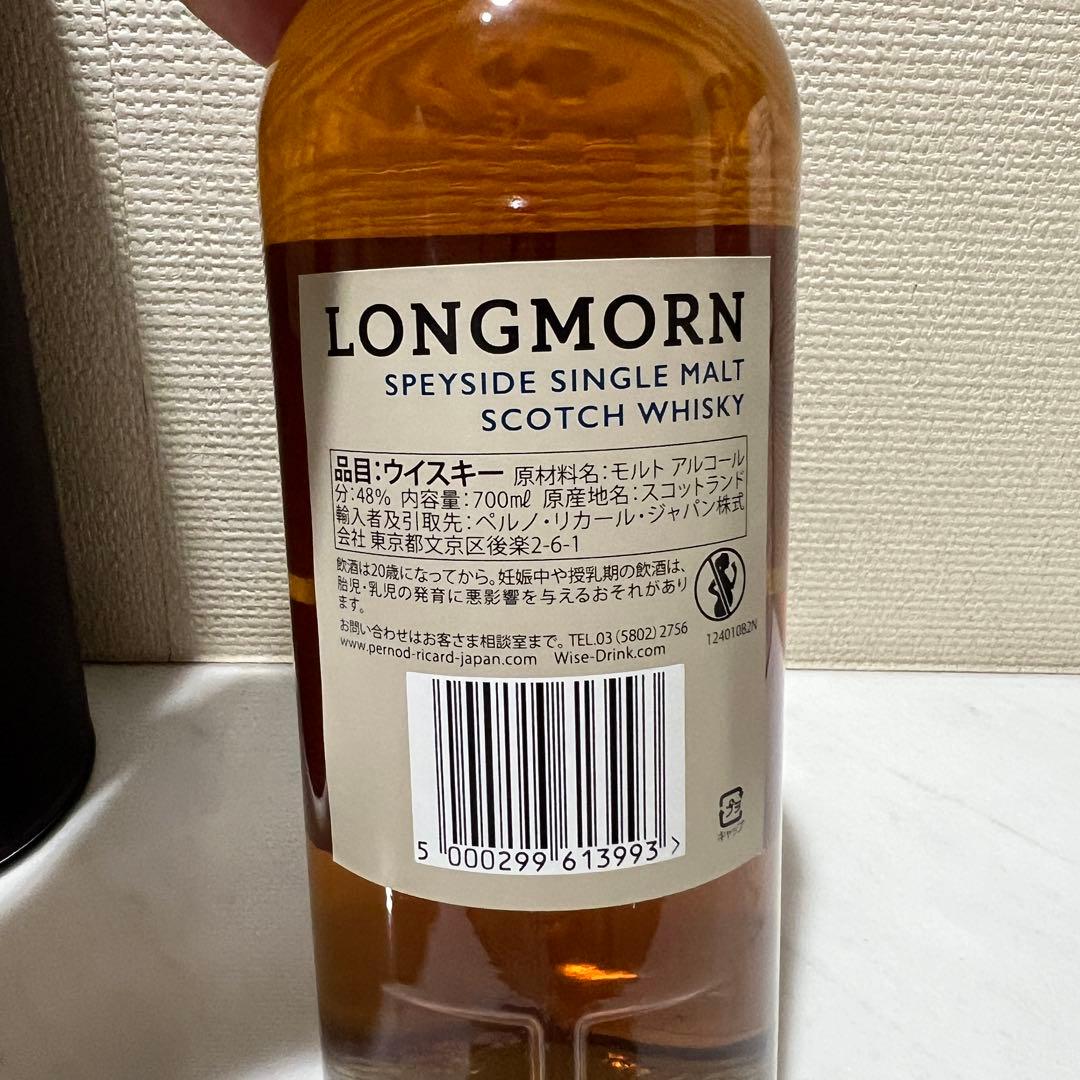 LONGMORN
SPEYSIDE SINGLE MALT
SCOTCH WHISKY
品目:ウイスキー 原材料名:モルト アルコール
分:48% 内容量:700ml 原産地名:スコットランド
輸入者及引取先:ペルノ・リカール・ジャパン株式
会社 東京都文京区後楽2-6-1
飲酒は20歳になってから。妊娠中や授乳期の飲酒は、
胎児・乳児の発育に悪影響を与えるおそれがあり
ます。
お問い合わせはお客さま相談室まで。TEL.03(5802)2756
www.pernod-ricard-japan.com Wise-Drink.com
124010B2N
5 000299 613993 >
プラ
キャップ